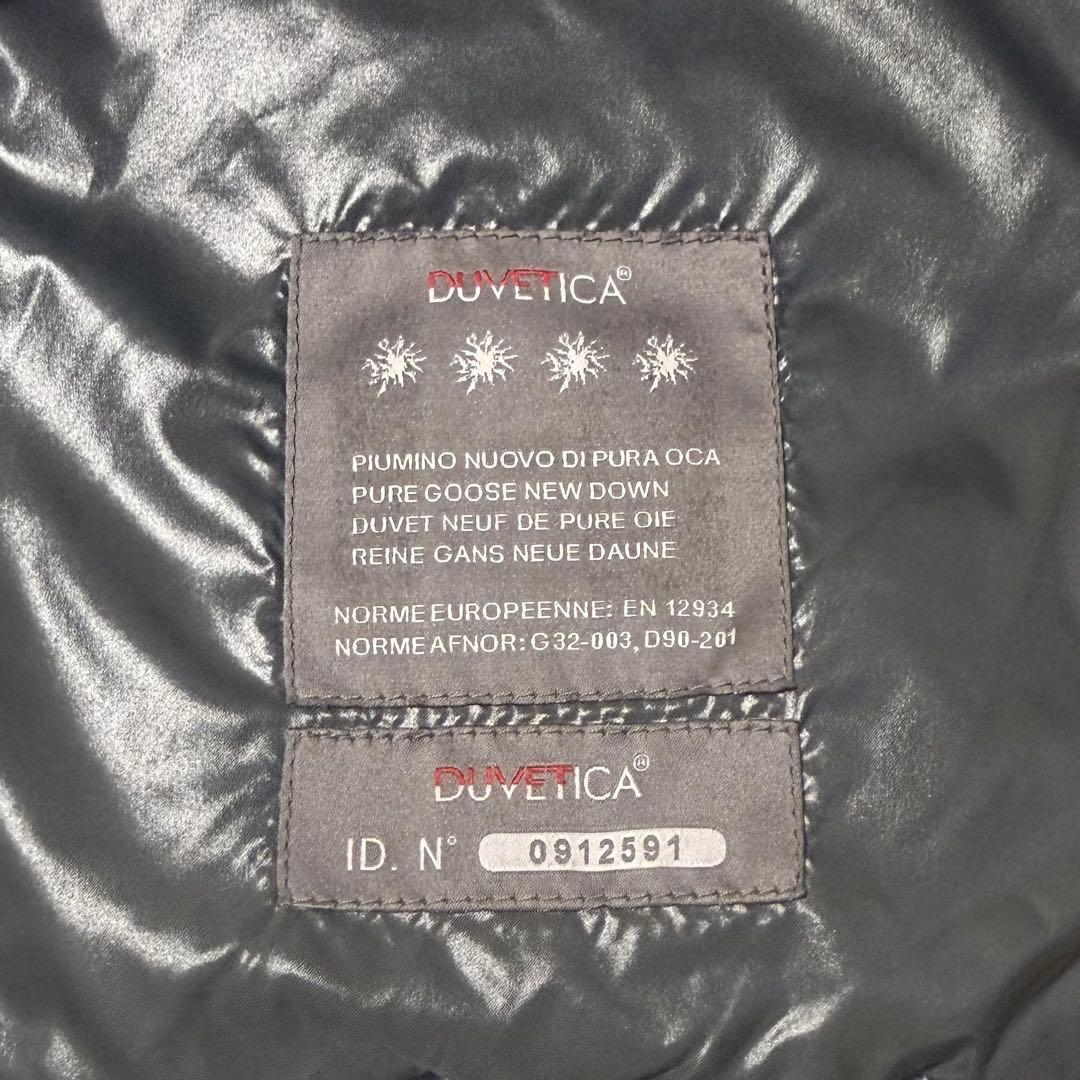 DUVETICA®
PIUMINO NUOVO DI PURA OCA
PURE GOOSE NEW DOWN
DUVET NEUF DE PURE OIE
REINE GANS NEUE DAUNE
NORME EUROPEENNE: EN 12934
NORME AFNOR: G32-003, D90-201
DUVETICA®
ID. N° 0912591